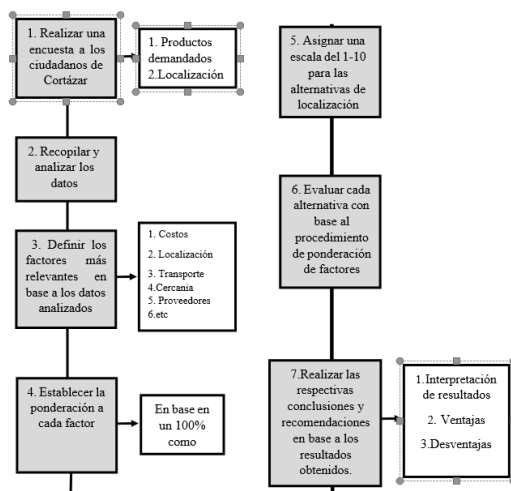 1. Realizar una
encuesta a los
ciudadanos de
Cortázar
1. Productos
demandados
2.Localización
2. Recopilar y
analizar los
datos
3. Definir los
factores más
relevantes en
base a los datos
analizados
1. Costos
2. Localización
3. Transporte
4.Cercania
5. Proveedores
6.etc
4. Establecer la
ponderación a
cada factor
En base en
un 100%
como
5. Asignar una
escala del 1-10
para las
alternativas de
localización
6. Evaluar cada
alternativa con
base al
procedimiento
de ponderación
de factores
7.Realizar las
respectivas
conclusiones y
recomendaciones
en base a los
resultados
obtenidos.
1.Interpretación
de resultados
2. Ventajas
3.Desventajas